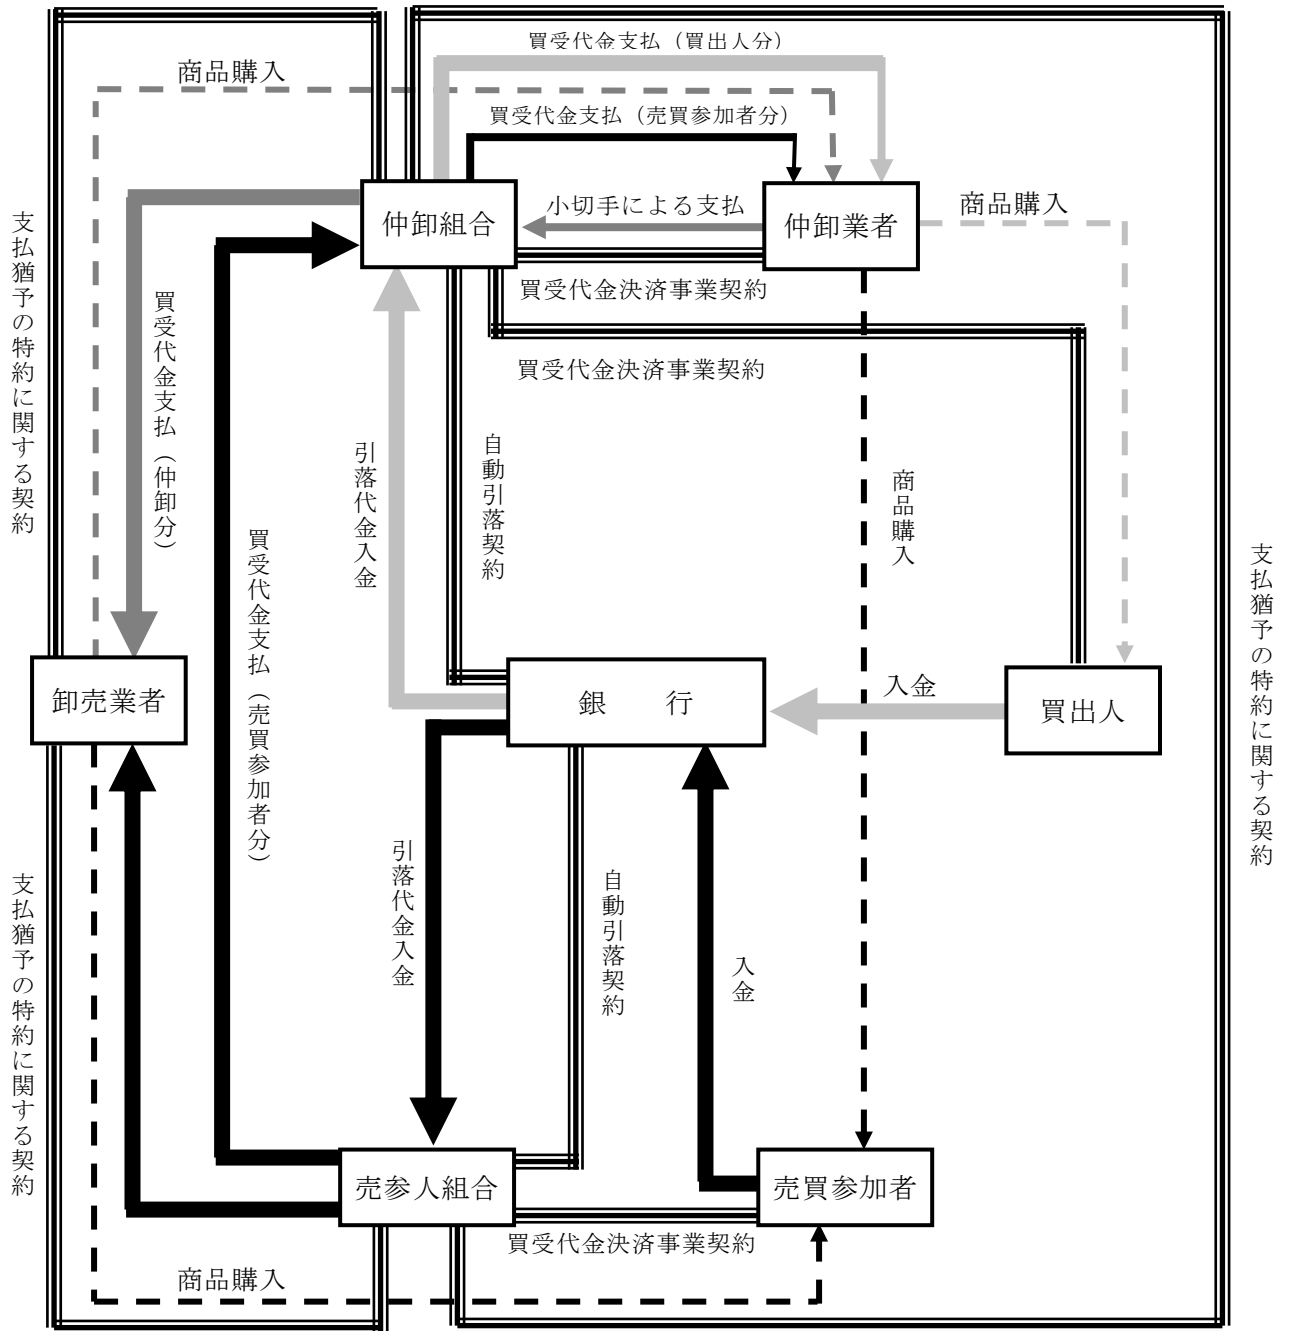 買受代金支払（買出人分）
商品購入
買受代金支払（売買参加者分）
仲卸組合
小切手による支払
仲卸業者
商品購入
買受代金決済事業契約
買受代金決済事業契約
支払猶予の特約に関する契約
買受代金支払（仲卸分）
引落代金入金
自動引落契約
商品購入
買受代金支払（売買参加者分）
支払猶予の特約に関する契約
卸売業者
銀　行
入金
買出人
引落代金入金
自動引落契約
入金
支払猶予の特約に関する契約
売参人組合
売買参加者
買受代金決済事業契約
商品購入